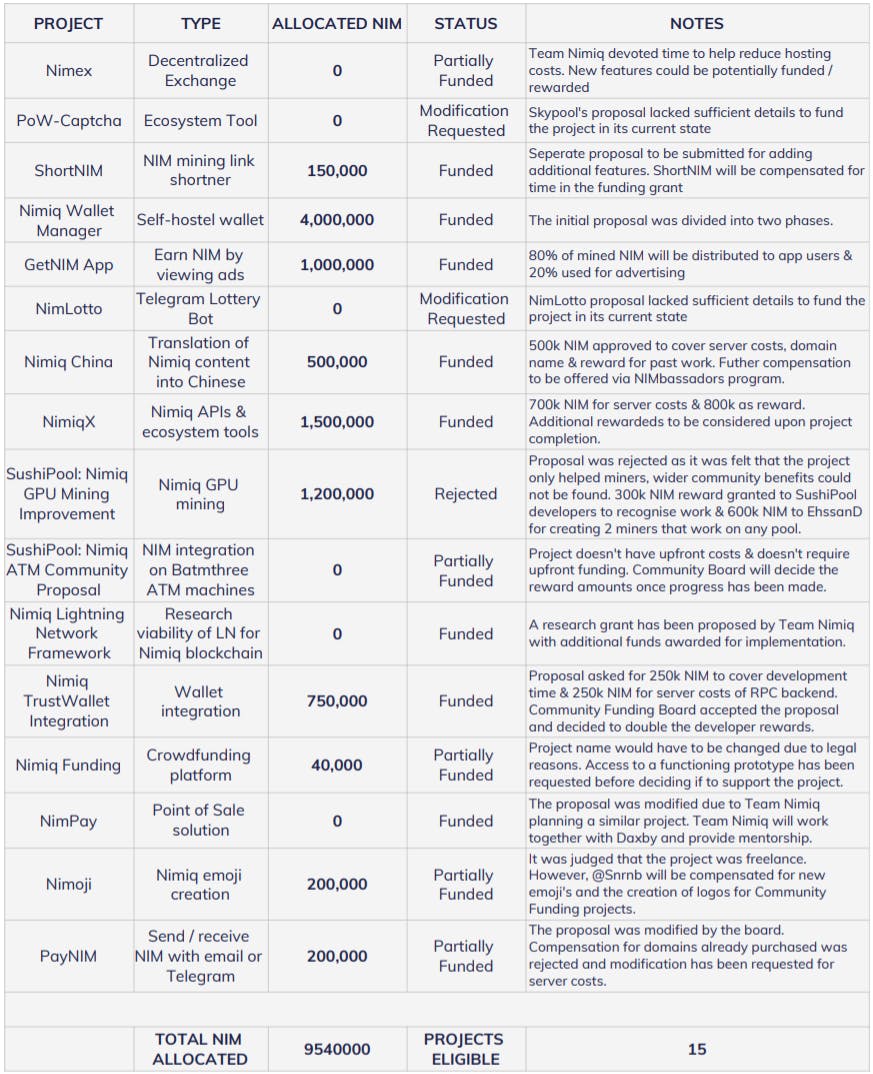 PROJECT TYPE ALLOCATED NIM STATUS NOTES
Nimex
Decentralized
Exchange
0
Partially
Funded
Team Nimiq devoted time to help reduce hosting
costs. New features could be potentially funded /
rewarded
PoW-Captcha
Ecosystem Tool
0
Modification
Requested
Skypool's proposal lacked sufficient details to fund
the project in its current state
ShortNIM
NIM mining link
shortner
150,000
Funded
Seperate proposal to be submitted for adding
additional features. ShortNIM will be compensated for
time in the funding grant
Nimiq Wallet
Manager
Self-hostel wallet
4,000,000
Funded
The initial proposal was divided into two phases.
GetNIM App
Earn NIM by
viewing ads
1,000,000
Funded
80% of mined NIM will be distributed to app users &
20% used for advertising
NimLotto
Telegram Lottery
Bot
0
Modification
Requested
NimLotto proposal lacked sufficient details to fund the
project in its current state
Nimiq China
Translation of
Nimiq content
into Chinese
500,000
Funded
500k NIM approved to cover server costs, domain
name & reward for past work. Futher compensation
to be offered via NIMbassadors program.
NimiqX
Nimiq APIs &
ecosystem tools
1,500,000
Funded
700k NIM for server costs & 800k as reward.
Additional rewardeds to be considered upon project
completion.
SushiPool: Nimiq
GPU Mining
Improvement
Nimiq GPU
mining
1,200,000
Rejected
Proposal was rejected as it was felt that the project
only helped miners, wider community benefits could
not be found. 300k NIM reward granted to SushiPool
developers to recognise work & 600k NIM to EhssanD
for creating 2 miners that work on any pool.
SushiPool: Nimiq
ATM Community
Proposal
NIM integration
on Batmthree
ATM machines
0
Partially
Funded
Project doesn't have upfront costs & doesn't require
upfront funding. Community Board will decide the
reward amounts once progress has been made.
Nimiq Lightning
Network
Framework
Research
viability of LN for
Nimiq blockchain
0
Funded
A research grant has been proposed by Team Nimiq
with additional funds awarded for implementation.
Nimiq
TrustWallet
Integration
Wallet
integration
750,000
Funded
Proposal asked for 250k NIM to cover development
time & 250k NIM for server costs of RPC backend.
Community Funding Board accepted the proposal
and decided to double the developer rewards.
Nimiq Funding
Crowdfunding
platform
40,000
Partially
Funded
Project name would have to be changed due to legal
reasons. Access to a functioning prototype has been
requested before deciding if to support the project.
NimPay
Point of Sale
solution
0
Funded
The proposal was modified due to Team Nimiq
planning a similar project. Team Nimiq will work
together with Daxby and provide mentorship.
Nimoji
Nimiq emoji
creation
200,000
Partially
Funded
It was judged that the project was freelance.
However, @Snrnb will be compensated for new
emoji's and the creation of logos for Community
Funding projects.
PayNIM
Send / receive
NIM with email or
Telegram
200,000
Partially
Funded
The proposal was modified by the board.
Compensation for domains already purchased was
rejected and modification has been requested for
server costs.
TOTAL NIM
ALLOCATED
9540000
PROJECTS
ELIGIBLE
15